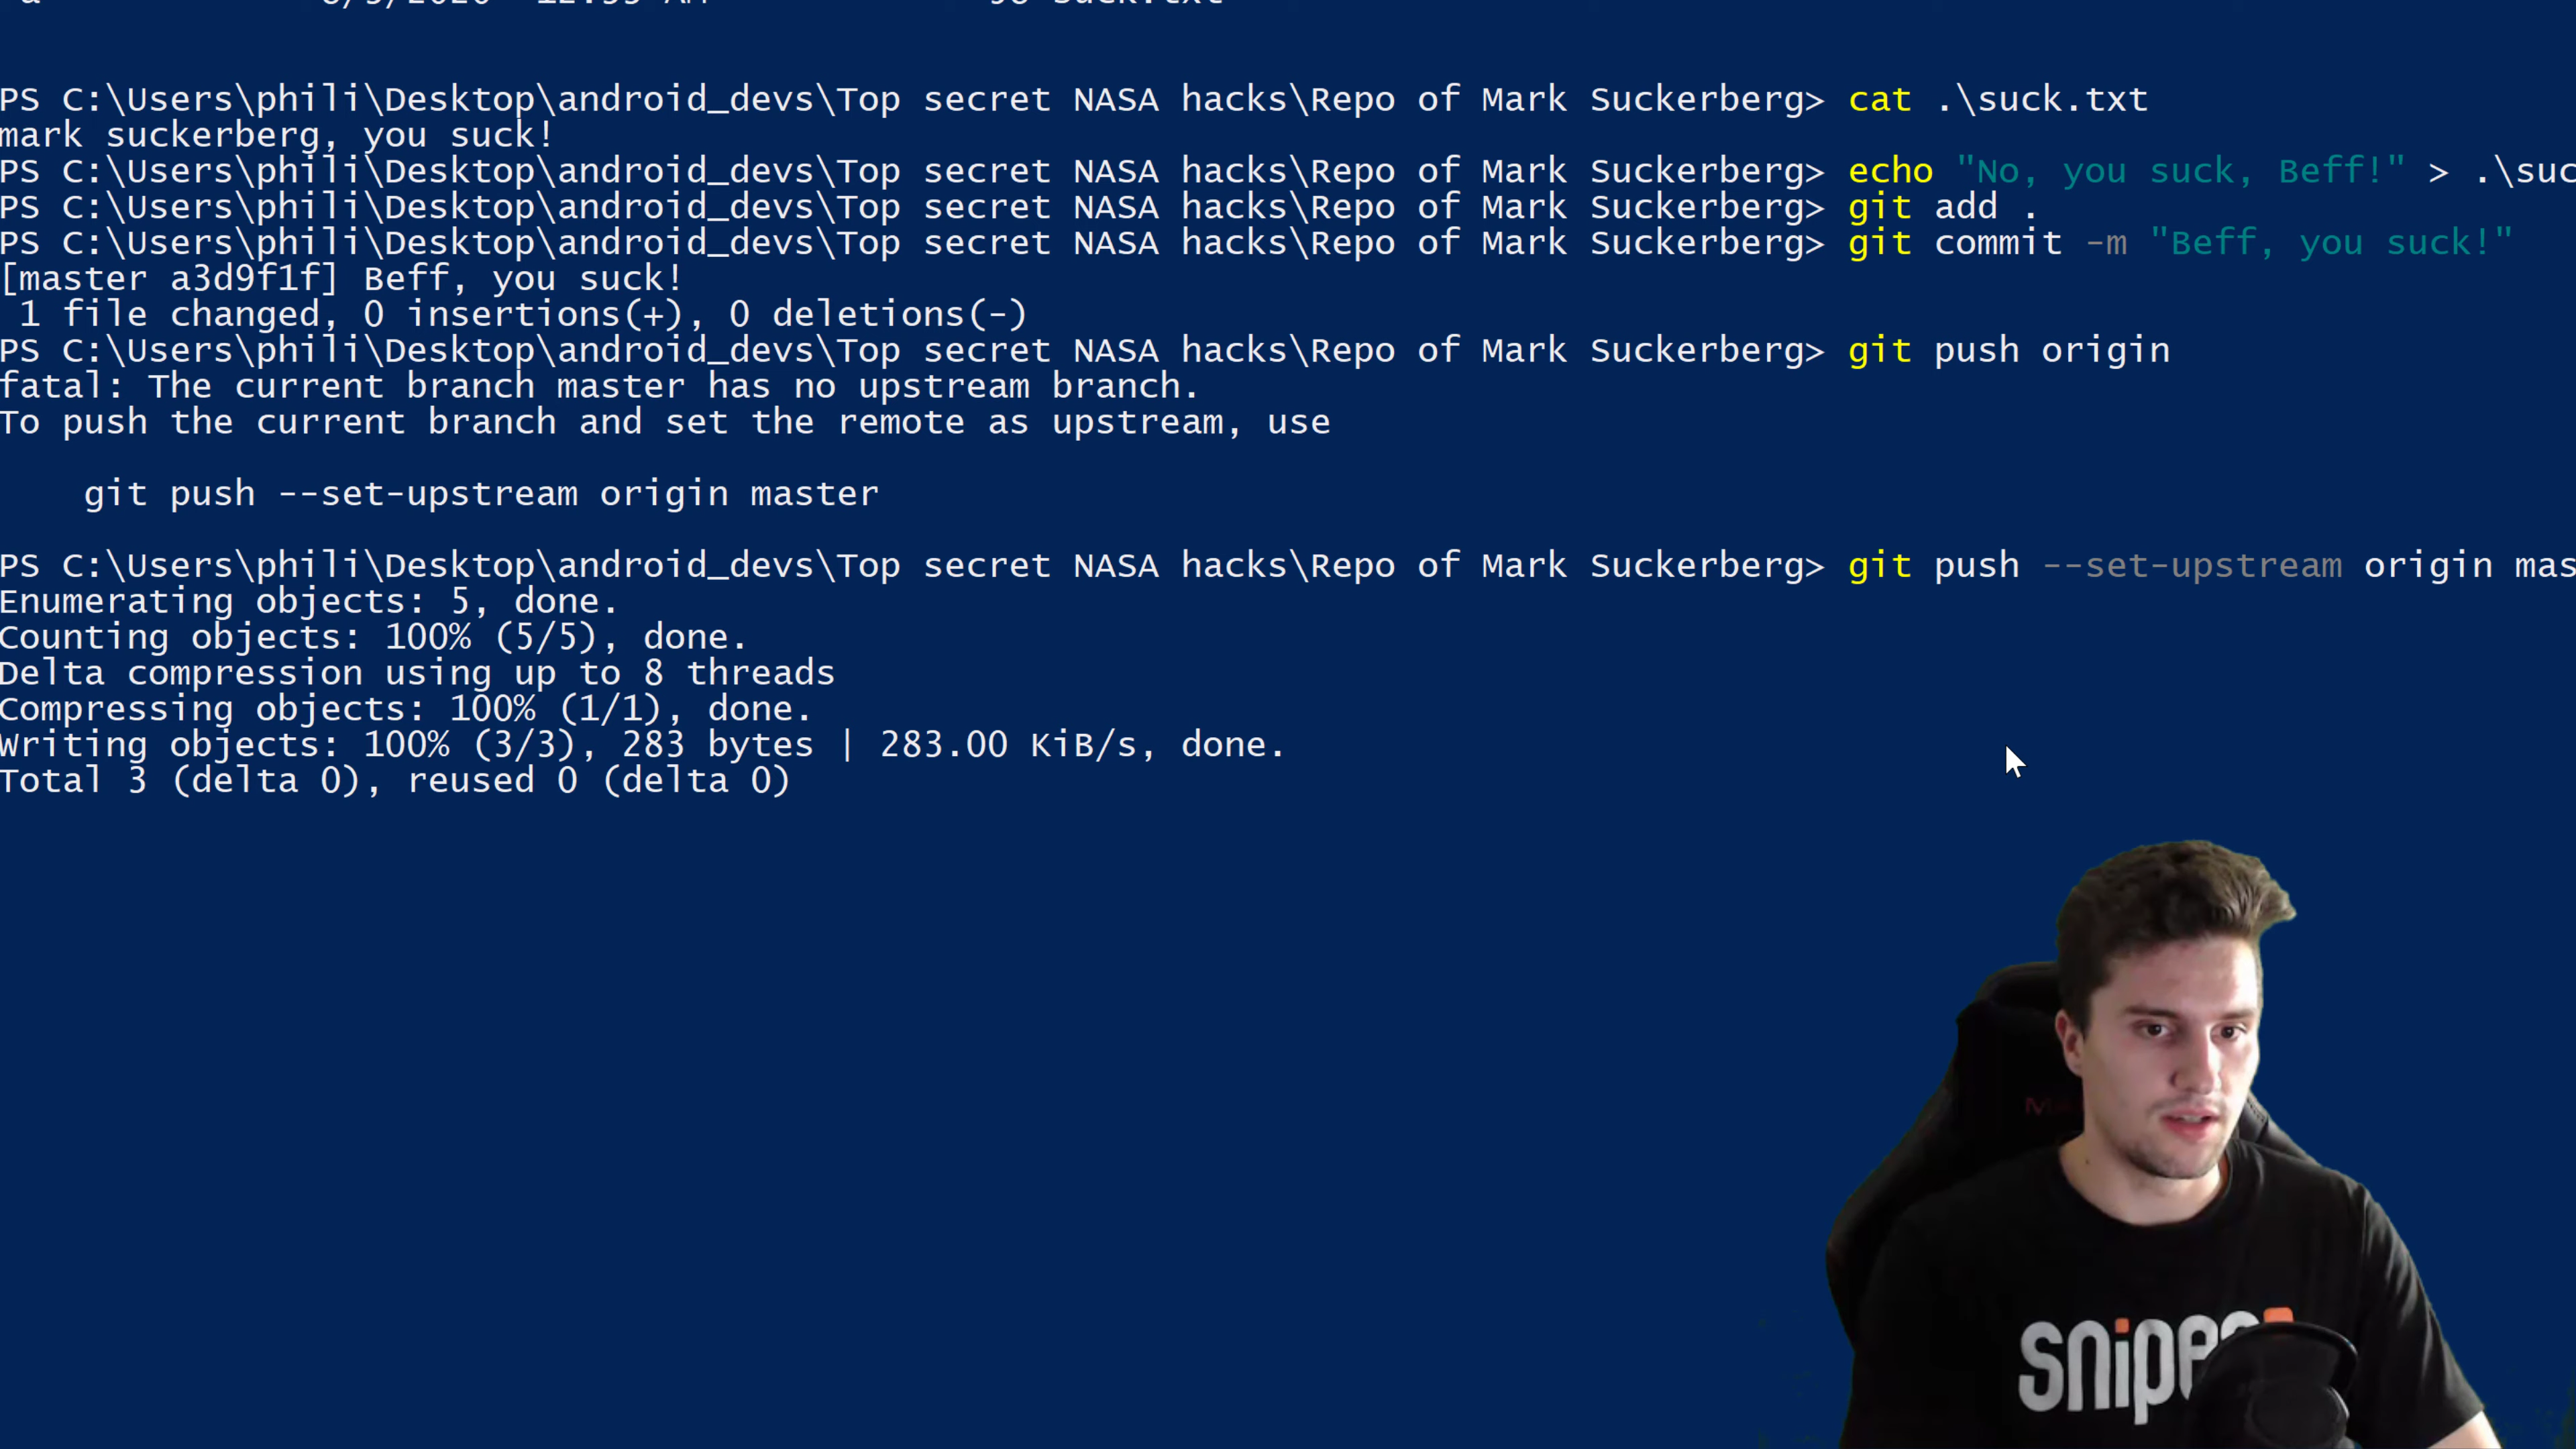 PS C:\Users\phili\Desktop\android_devs\Top secret NASA hacks\Repo of Mark Suckerberg> cat .\suck.txt
mark suckerberg, you suck!
PS C:\Users\phili\Desktop\android_devs\Top secret NASA hacks\Repo of Mark Suckerberg> echo "No, you suck, Beff!" > .\suc
PS C:\Users\phili\Desktop\android_devs\Top secret NASA hacks\Repo of Mark Suckerberg> git add .
PS C:\Users\phili\Desktop\android_devs\Top secret NASA hacks\Repo of Mark Suckerberg> git commit -m "Beff, you suck!"
[master a3d9f1f] Beff, you suck!
1 file changed, 0 insertions(+), 0 deletions(-)
PS C:\Users\phili\Desktop\android_devs\Top secret NASA hacks\Repo of Mark Suckerberg> git push origin
fatal: The current branch master has no upstream branch.
To push the current branch and set the remote as upstream, use
git push --set-upstream origin master
PS C:\Users\phili\Desktop\android_devs\Top secret NASA hacks\Repo of Mark Suckerberg> git push --set-upstream origin mas
Enumerating objects: 5, done.
Counting objects: 100% (5/5), done.
Delta compression using up to 8 threads
Compressing objects: 100% (1/1), done.
Writing objects: 100% (3/3), 283 bytes | 283.00 KiB/s, done.
Total 3 (delta 0), reused 0 (delta 0)